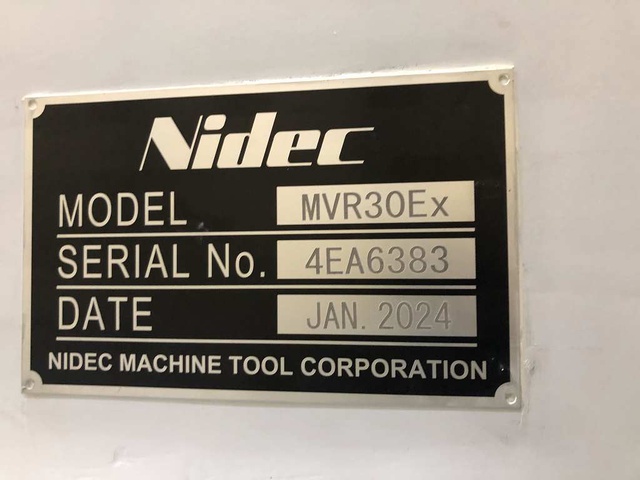 Nidec
MODEL MVR30Ex
SERIAL No. 4EA6383
DATE JAN. 2024
NIDEC MACHINE TOOL CORPORATION